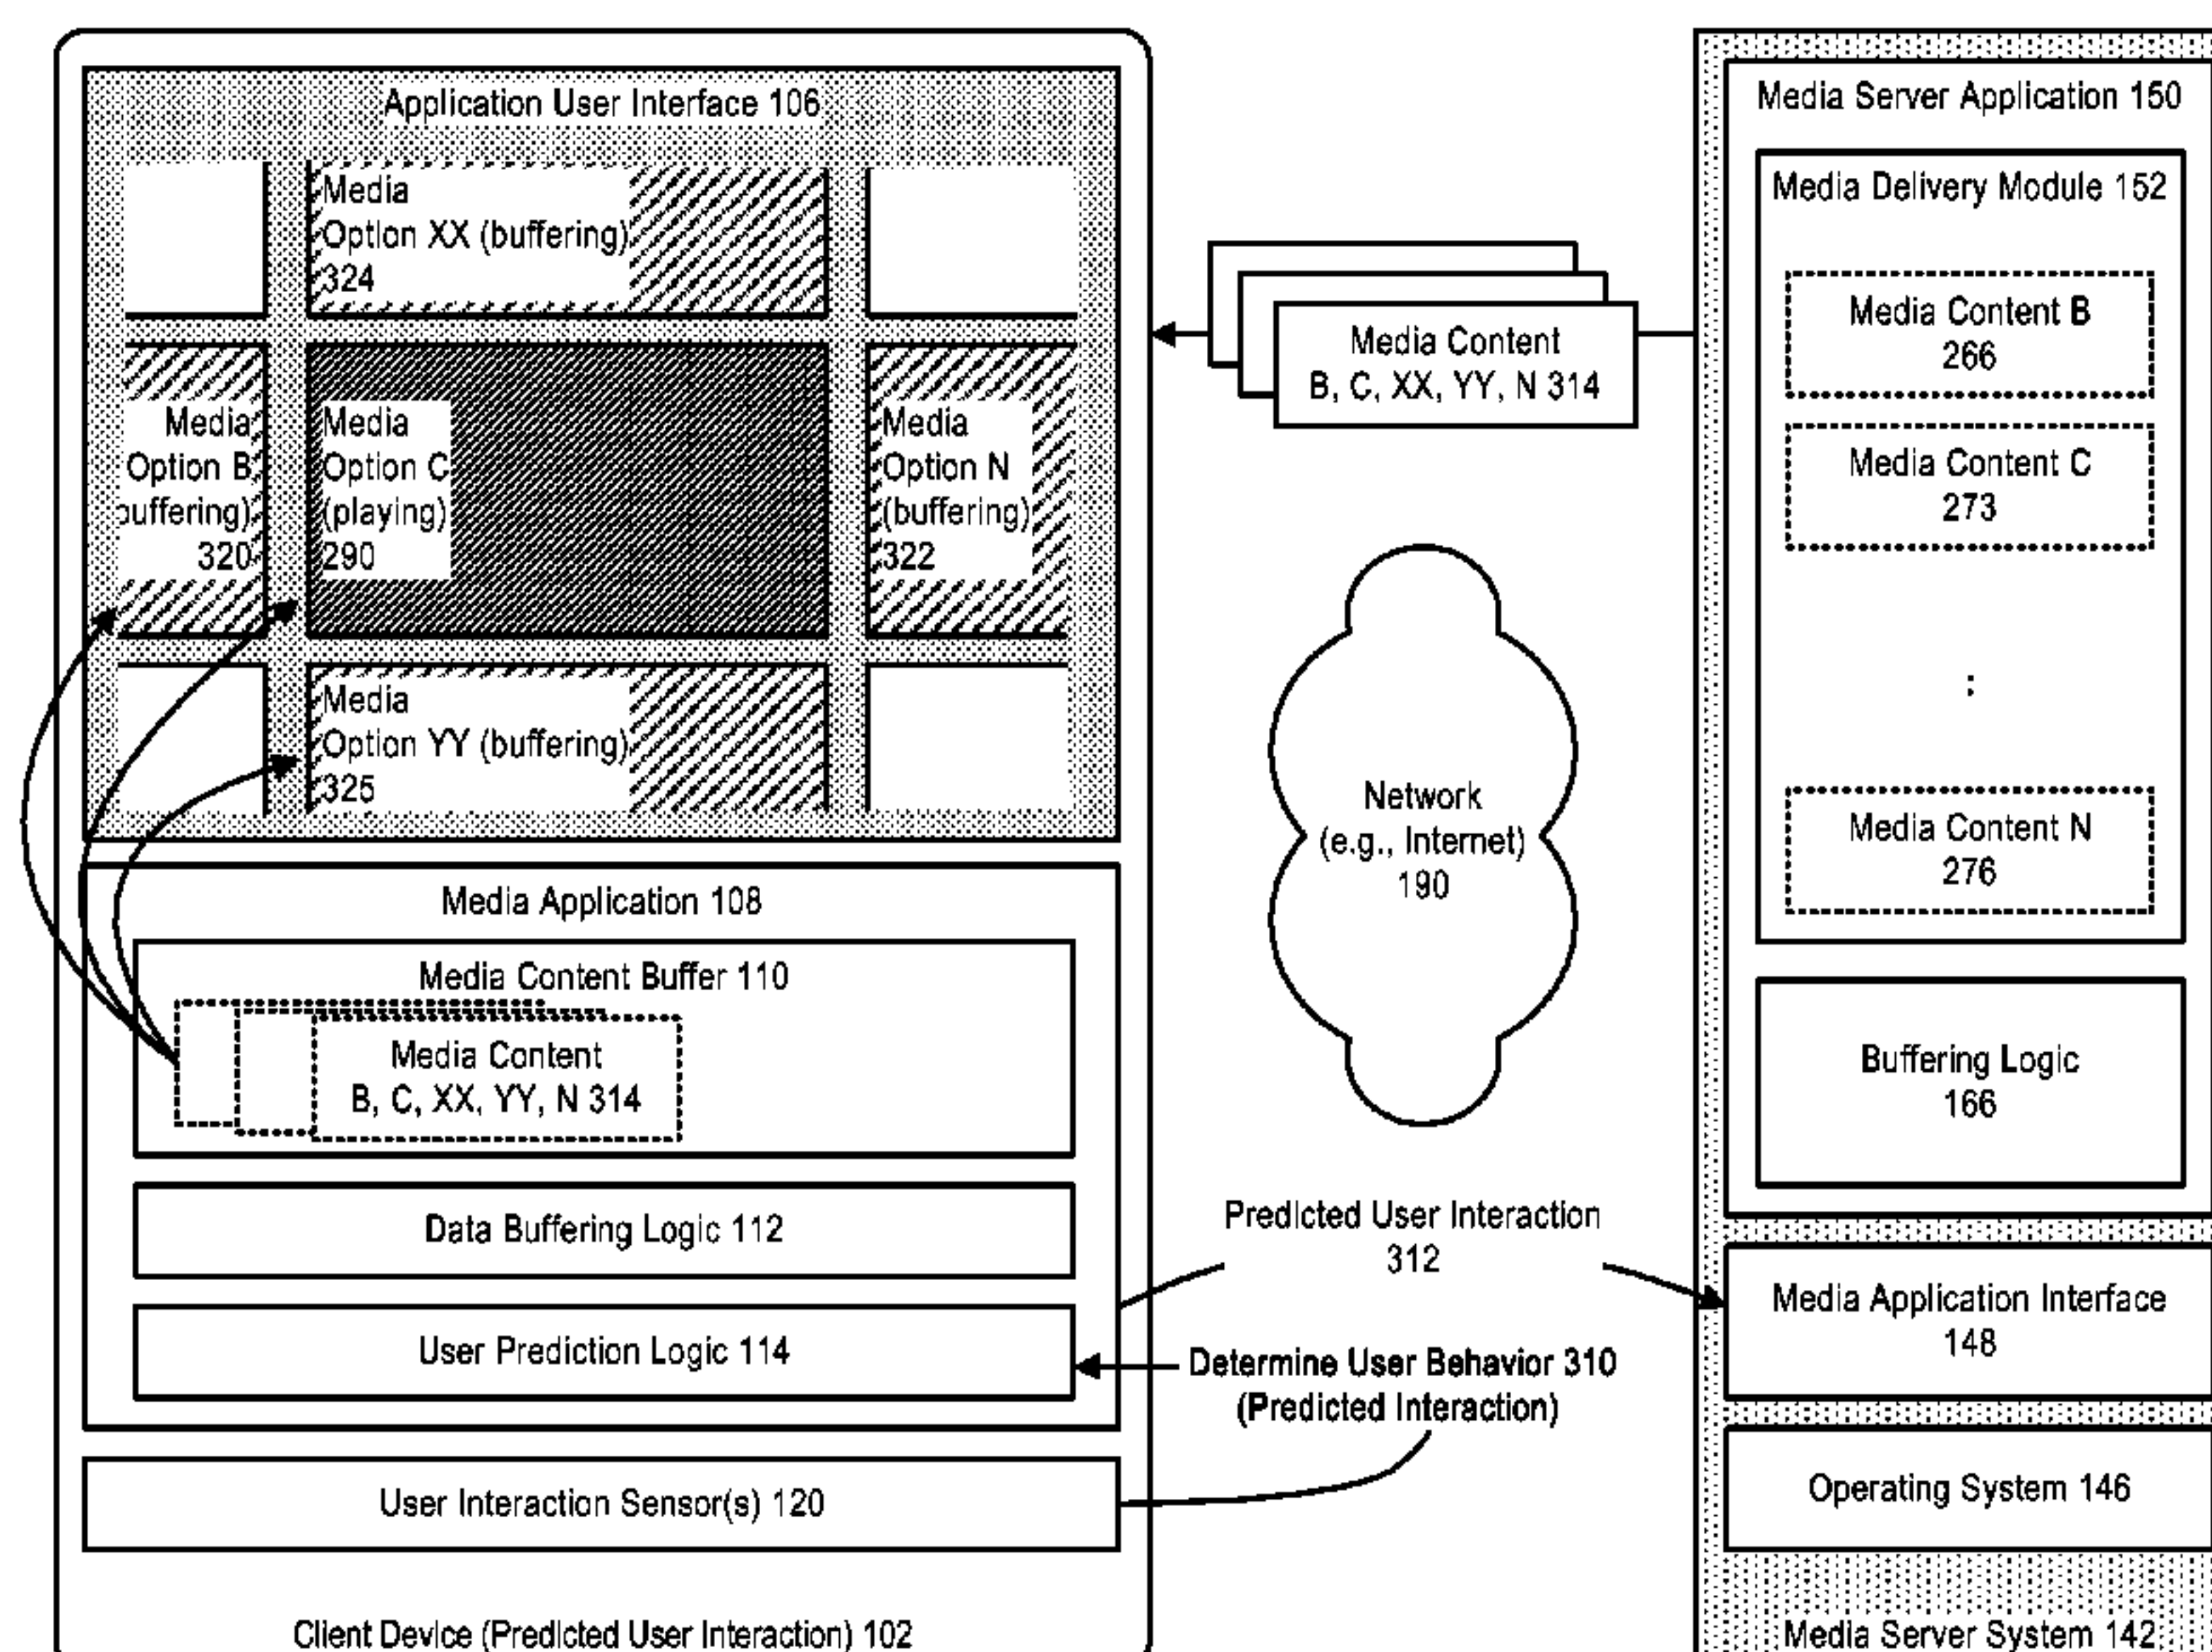 Application User Interface 106
Media
Option XX (buffering)
324
Media
Option B
buffering)
320
Media
Option C
(playing)
290
Media
Option N
(buffering)
322
Media
Option YY (buffering)
325
Media Application 108
Media Content Buffer 110
Media Content
B, C, XX, YY, N 314
Data Buffering Logic 112
User Prediction Logic 114
User Interaction Sensor(s) 120
Client Device (Predicted User Interaction) 102
Media Content
B, C, XX, YY, N 314
Network
(e.g., Internet)
190
Predicted User Interaction
312
Determine User Behavior 310
(Predicted Interaction)
Media Server Application 150
Media Delivery Module 152
Media Content B
266
Media Content C
273
:
Media Content N
276
Buffering Logic
166
Media Application Interface
148
Operating System 146
Media Server System 142